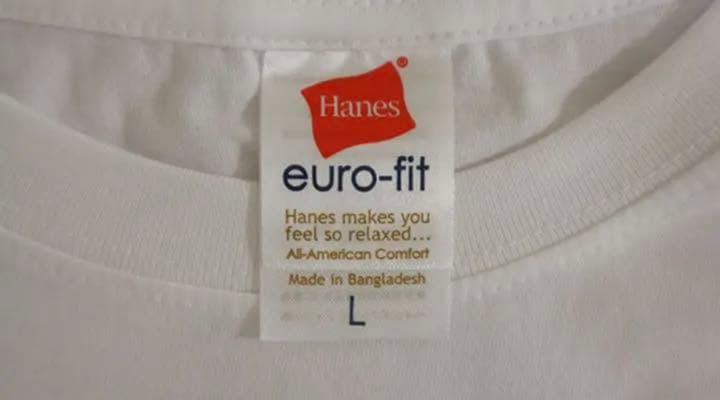 Hanes®
euro-fit
Hanes makes you
feel so relaxed...
All-American Comfort
Made in Bangladesh
L